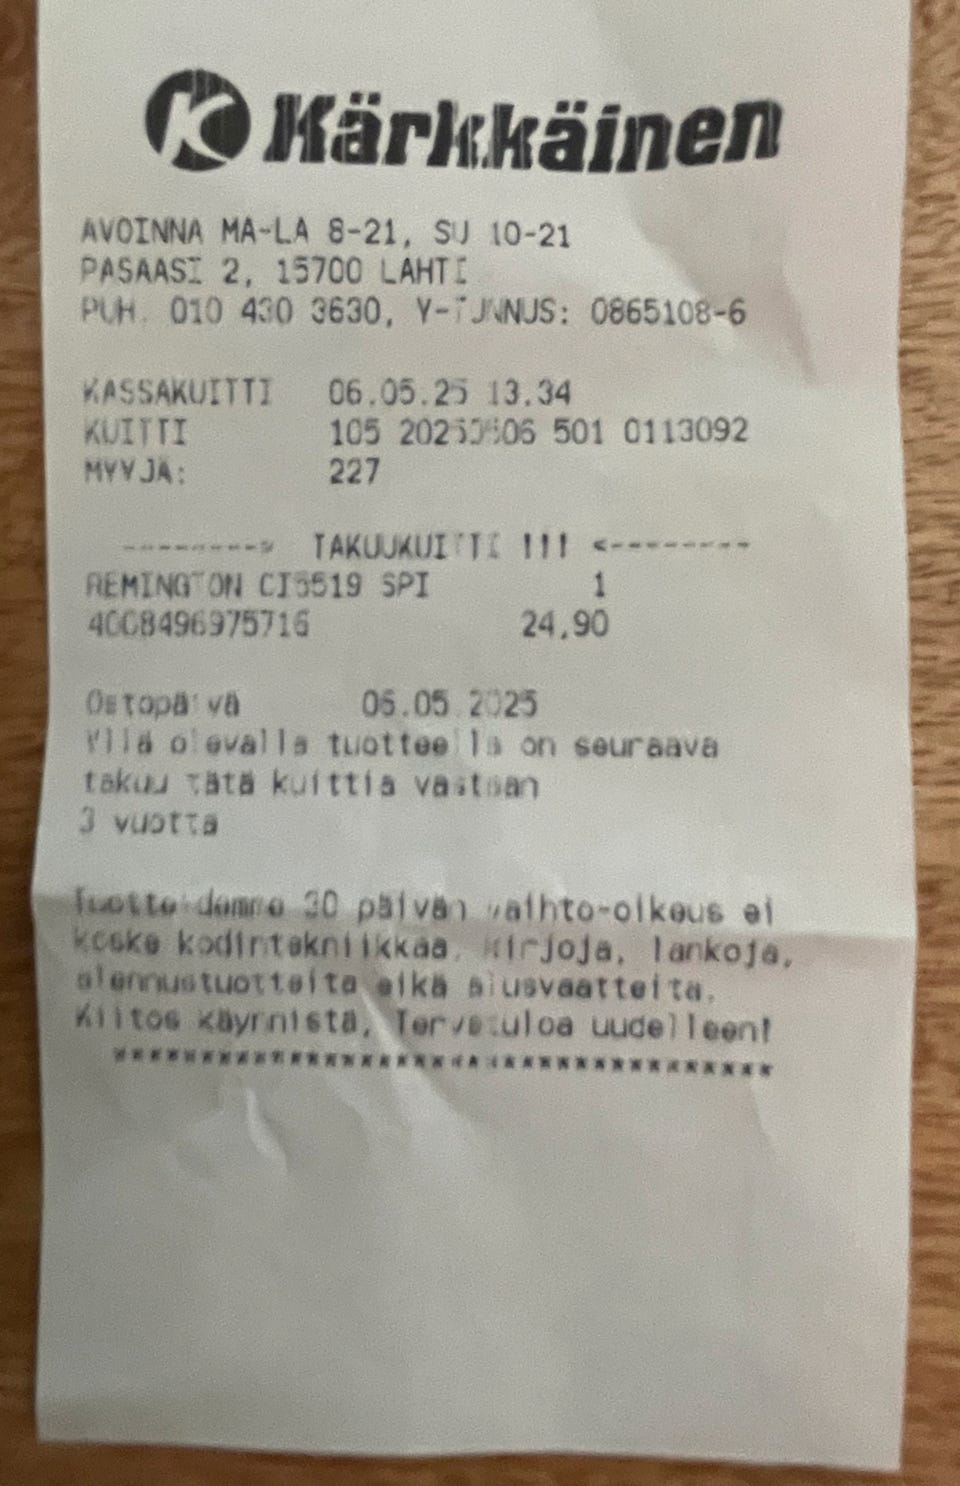 K Kärkkäinen
AVOINNA MA-LA 8-21, SU 10-21
PASAASI 2, 15700 LAHTI
PUH. 010 430 3630, Y-TUNNUS: 0865108-6
KASSAKUITTI 06.05.25 13.34
KUITTI 105 20250506 501 0113092
MYYJÄ: 227
---------> TAKUUKUITTI !!! <---------
REMINGTON CI5519 SPI 1
4008496975716 24,90
Ostopäivä 06.05.2025
Yllä olevalla tuotteella on seuraava
takuu tätä kuittia vastaan
3 vuotta
Tuotteidemme 30 päivän vaihto-oikeus ei
koske kodintekniikkaa, kirjoja, lankoja,
alennustuotteita eikä alusvaatteita.
Kiitos käynnistä, Tervetuloa uudelleen!
*************************************